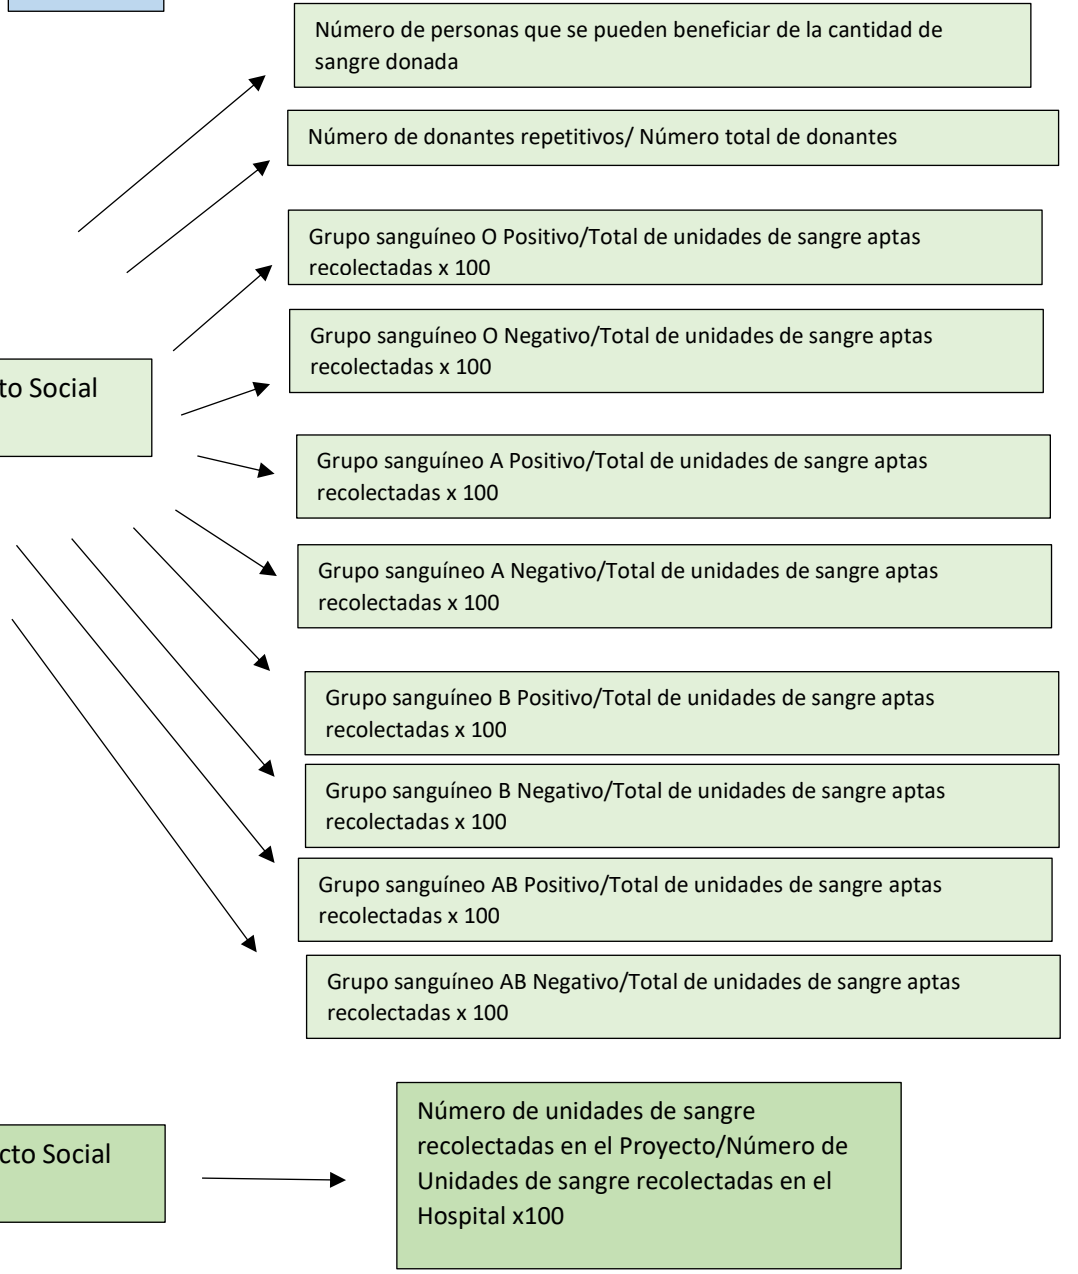 Número de personas que se pueden beneficiar de la cantidad de
sangre donada
Número de donantes repetitivos/ Número total de donantes
Grupo sanguíneo O Positivo/Total de unidades de sangre aptas
recolectadas x 100
Grupo sanguíneo O Negativo/Total de unidades de sangre aptas
recolectadas x 100
to Social
Grupo sanguíneo A Positivo/Total de unidades de sangre aptas
recolectadas x 100
Grupo sanguíneo A Negativo/Total de unidades de sangre aptas
recolectadas x 100
Grupo sanguíneo B Positivo/Total de unidades de sangre aptas
recolectadas x 100
Grupo sanguíneo B Negativo/Total de unidades de sangre aptas
recolectadas x 100
Grupo sanguíneo AB Positivo/Total de unidades de sangre aptas
recolectadas x 100
Grupo sanguíneo AB Negativo/Total de unidades de sangre aptas
recolectadas x 100
cto Social
Número de unidades de sangre
recolectadas en el Proyecto/Número de
Unidades de sangre recolectadas en el
Hospital x100